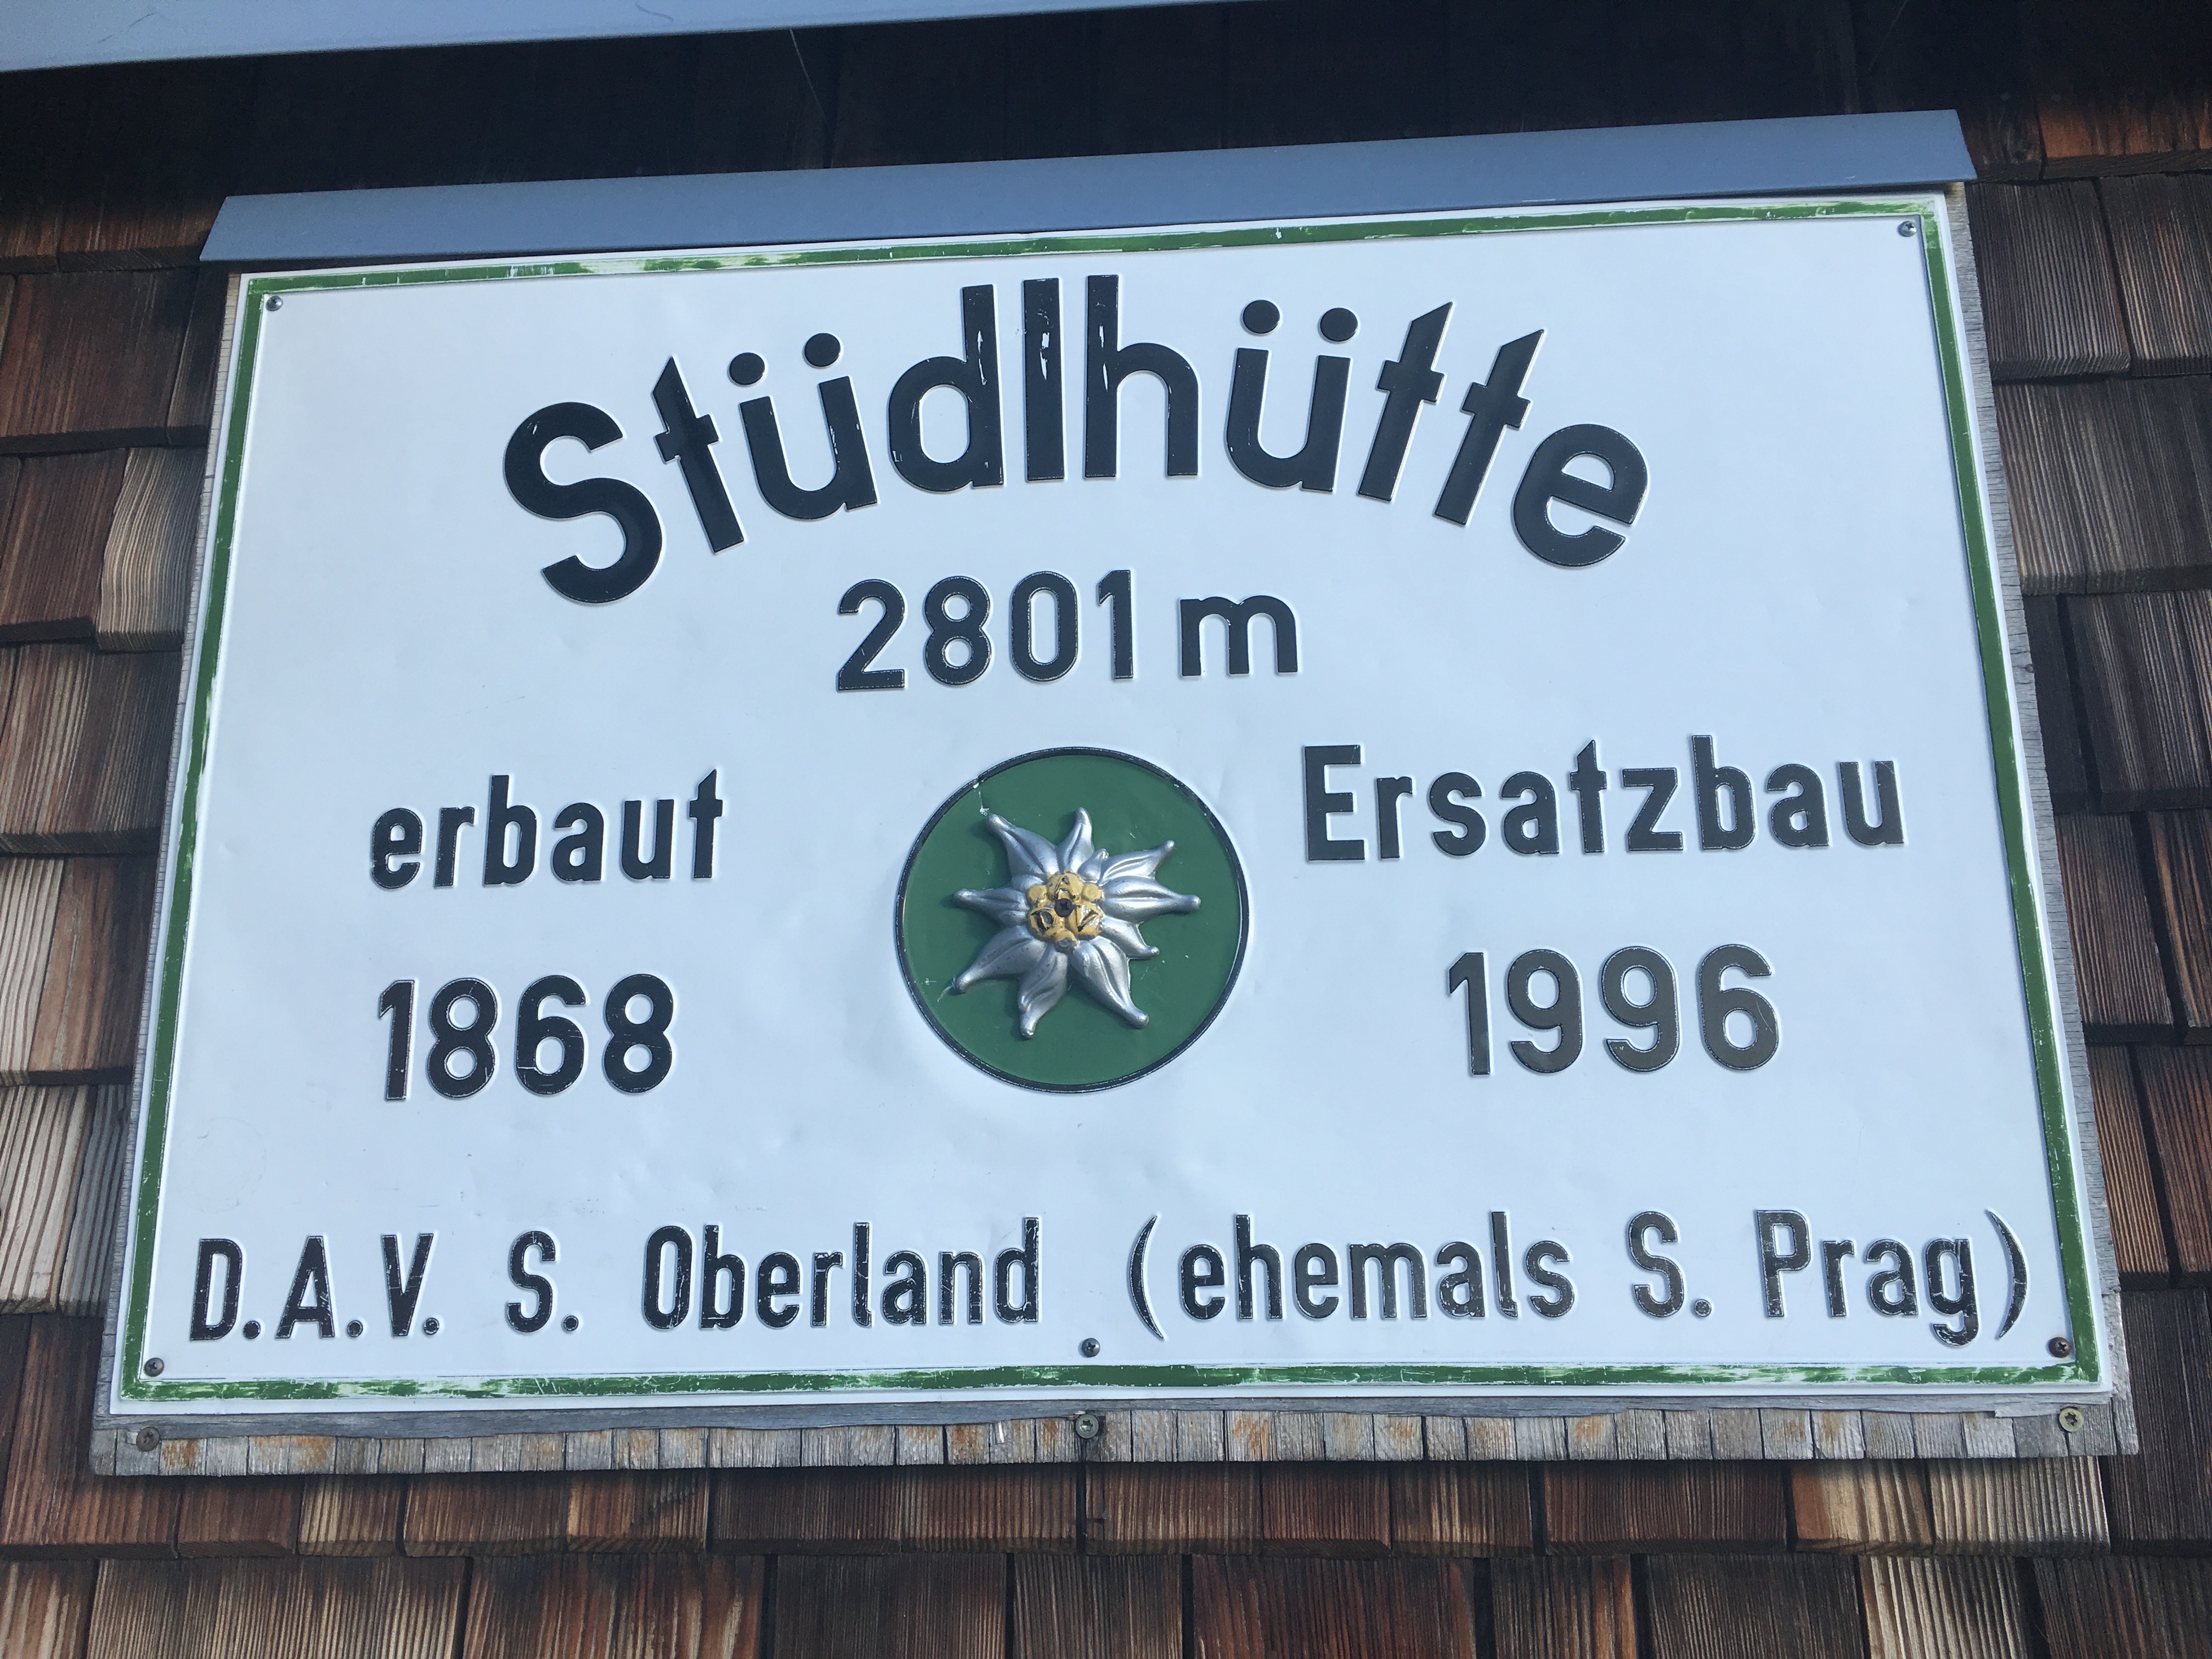 Stüdlhütte
2801 m
erbaut
1868
Ersatzbau
1996
A
D V
D.A.V. S. Oberland (ehemals S. Prag)